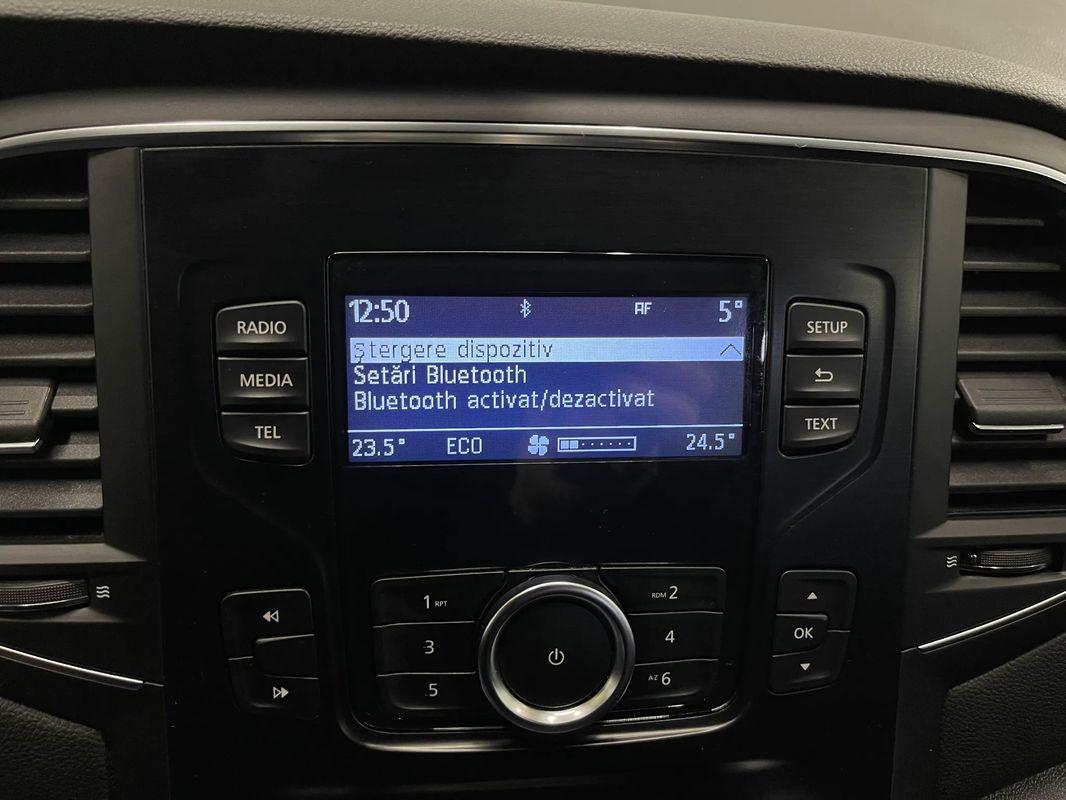 12:50 AF 5°
Ștergere dispozitiv
Setări Bluetooth
Bluetooth activat/dezactivat
23.5° ECO 24.5°
RADIO
MEDIA
TEL
SETUP
TEXT
1 RPT
3
5
RDM 2
4
A-Z 6
OK